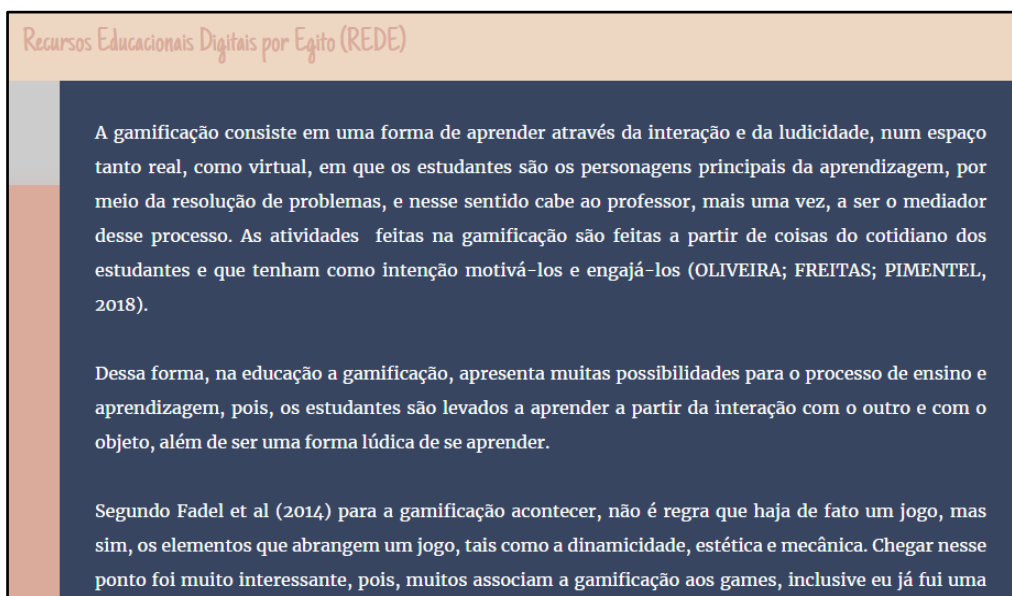 Recursos Educacionais Digitais por Egito (REDE)
A gamificação consiste em uma forma de aprender através da interação e da ludicidade, num espaço
tanto real, como virtual, em que os estudantes são os personagens principais da aprendizagem, por
meio da resolução de problemas, e nesse sentido cabe ao professor, mais uma vez, a ser o mediador
desse processo. As atividades feitas na gamificação são feitas a partir de coisas do cotidiano dos
estudantes e que tenham como intenção motivá-los e engajá-los (OLIVEIRA; FREITAS; PIMENTEL,
2018).
Dessa forma, na educação a gamificação, apresenta muitas possibilidades para o processo de ensino e
aprendizagem, pois, os estudantes são levados a aprender a partir da interação com o outro e com o
objeto, além de ser uma forma lúdica de se aprender.
Segundo Fadel et al (2014) para a gamificação acontecer, não é regra que haja de fato um jogo, mas
sim, os elementos que abrangem um jogo, tais como a dinamicidade, estética e mecânica. Chegar nesse
ponto foi muito interessante, pois, muitos associam a gamificação aos games, inclusive eu já fui uma